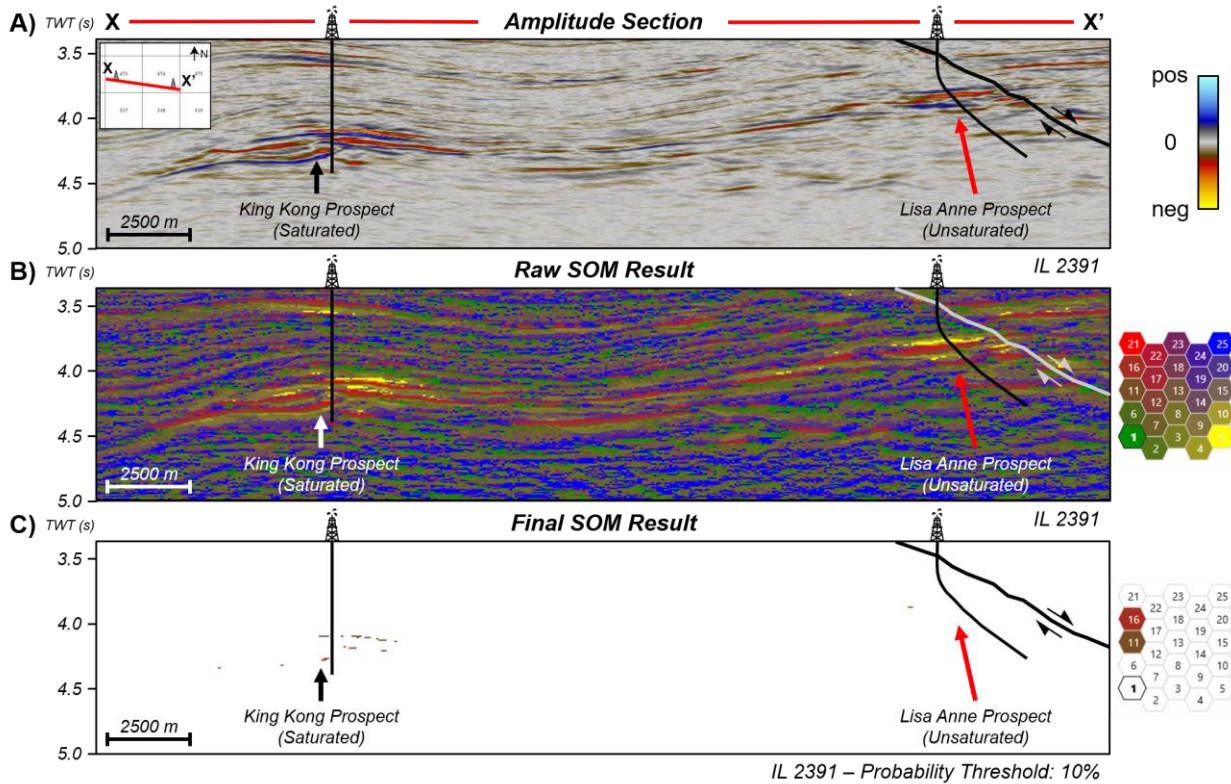 A) TWT (s) X Amplitude Section X'
3.5
4.0
4.5
5.0
N
X
X'
473 474 475
517 518 519
King Kong Prospect
(Saturated)
Lisa Anne Prospect
(Unsaturated)
2500 m
pos
0
neg
B) TWT (s) Raw SOM Result IL 2391
3.5
4.0
4.5
5.0
King Kong Prospect
(Saturated)
Lisa Anne Prospect
(Unsaturated)
2500 m
21 23 25
22 24
16 18 20
17 19
11 13 15
12 14
6 8 10
7 9
1 3 5
2 4
C) TWT (s) Final SOM Result IL 2391
3.5
4.0
4.5
5.0
King Kong Prospect
(Saturated)
Lisa Anne Prospect
(Unsaturated)
2500 m
21 23 25
22 24
16 18 20
17 19
11 13 15
12 14
6 8 10
7 9
1 3 5
2 4
IL 2391 – Probability Threshold: 10%